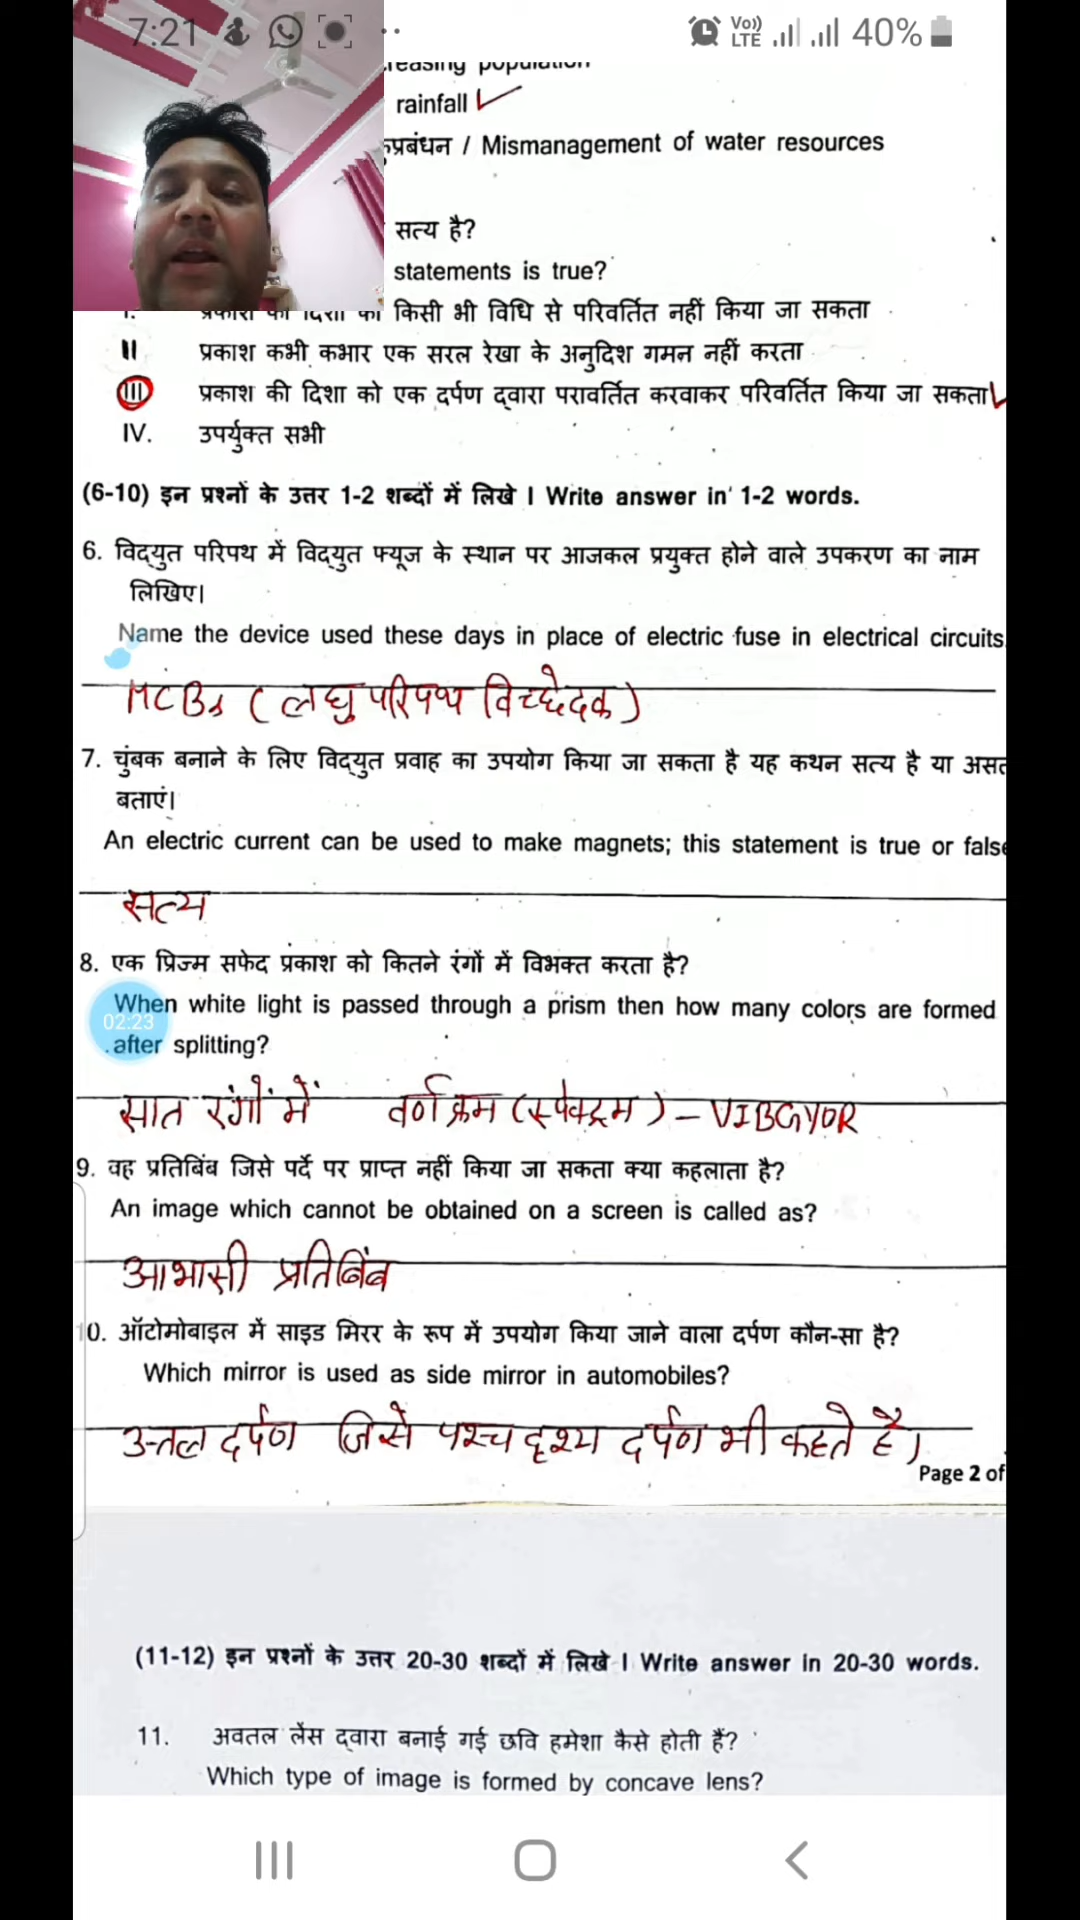 7:21
Vo)) LTE 40%
reasing population
rainfall
कुप्रबंधन / Mismanagement of water resources
सत्य है?
statements is true?
I. प्रकाश की दिशा को किसी भी विधि से परिवर्तित नहीं किया जा सकता
II प्रकाश कभी कभार एक सरल रेखा के अनुदिश गमन नहीं करता
III प्रकाश की दिशा को एक दर्पण द्वारा परावर्तित करवाकर परिवर्तित किया जा सकता
IV. उपर्युक्त सभी
(6-10) इन प्रश्नों के उत्तर 1-2 शब्दों में लिखे I Write answer in 1-2 words.
6. विद्युत परिपथ में विद्युत फ्यूज के स्थान पर आजकल प्रयुक्त होने वाले उपकरण का नाम
लिखिए।
Name the device used these days in place of electric fuse in electrical circuits.
MCBs (लघु परिपथ विच्छेदक)
7. चुंबक बनाने के लिए विद्युत प्रवाह का उपयोग किया जा सकता है यह कथन सत्य है या असत
बताएं।
An electric current can be used to make magnets; this statement is true or false
सत्य
8. एक प्रिज्म सफेद प्रकाश को कितने रंगों में विभक्त करता है?
When white light is passed through a prism then how many colors are formed
02:23
after splitting?
सात रंगों में वर्णक्रम (स्पेक्ट्रम) – VIBGYOR
9. वह प्रतिबिंब जिसे पर्दे पर प्राप्त नहीं किया जा सकता क्या कहलाता है?
An image which cannot be obtained on a screen is called as?
आभासी प्रतिबिंब
10. ऑटोमोबाइल में साइड मिरर के रूप में उपयोग किया जाने वाला दर्पण कौन-सा है?
Which mirror is used as side mirror in automobiles?
उत्तल दर्पण जिसे पश्च दृश्य दर्पण भी कहते है।
Page 2 of
(11-12) इन प्रश्नों के उत्तर 20-30 शब्दों में लिखे I Write answer in 20-30 words.
11. अवतल लेंस द्वारा बनाई गई छवि हमेशा कैसे होती हैं?
Which type of image is formed by concave lens?